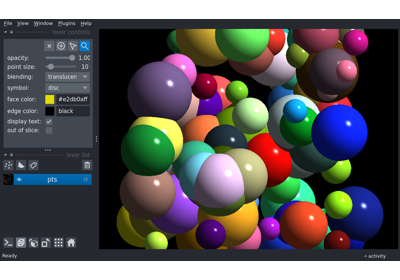 File View Window Plugins Help
layer controls
opacity: 1.00
point size: 10
blending: translucen
symbol: disc
face color: #e2db0aff
edge color: black
display text:
out of slice:
layer list
pts
Ready
activity